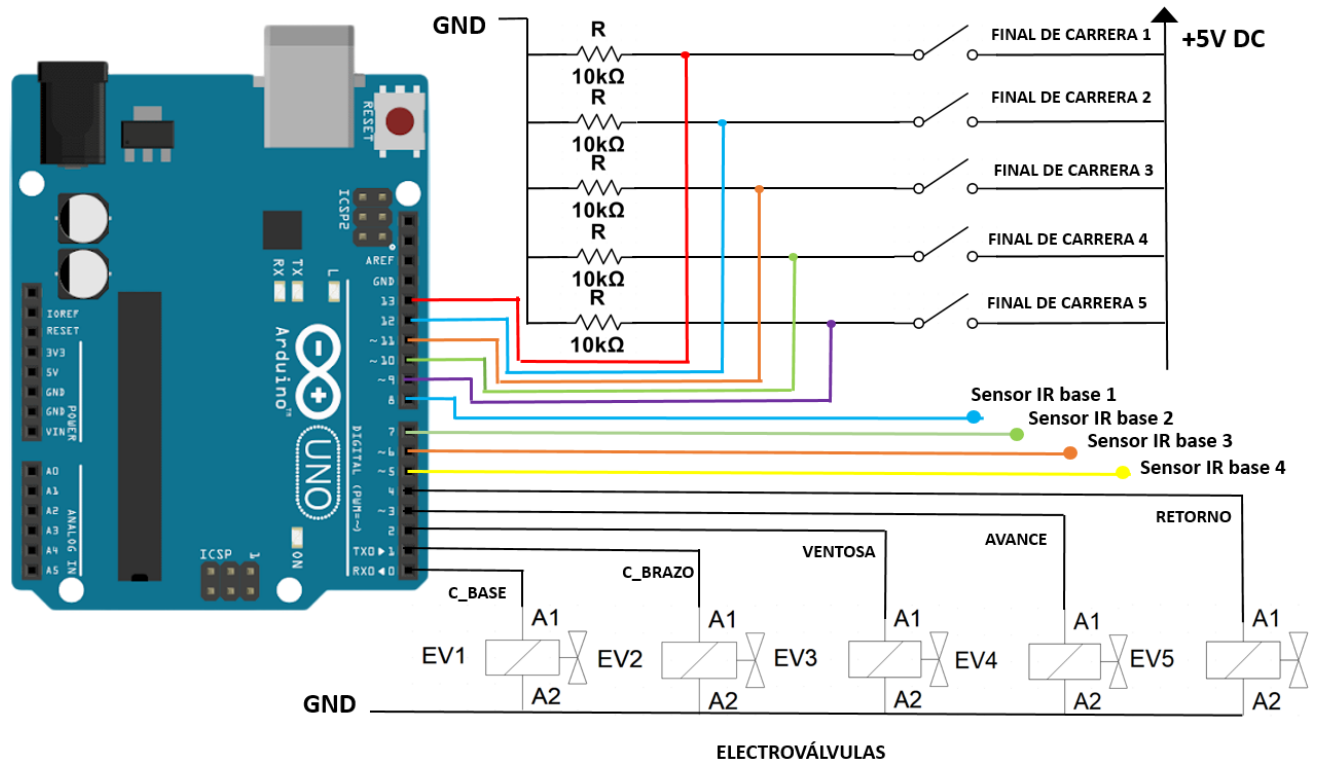 GND
R
10kΩ
FINAL DE CARRERA 1
+5V DC
R
10kΩ
FINAL DE CARRERA 2
R
10kΩ
FINAL DE CARRERA 3
R
10kΩ
FINAL DE CARRERA 4
R
10kΩ
FINAL DE CARRERA 5
RESET
ICSP2
AREF
GND
13
12
~11
~10
~9
8
7
~6
~5
4
~3
2
TX0▶1
RX0◀0
RX
TX
L
Arduino™
UNO
DIGITAL (PWM=~)
IOREF
RESET
3V3
5V
GND
GND
VIN
POWER
A0
A1
A2
A3
A4
A5
ANALOG IN
ICSP
1
ON
Sensor IR base 1
Sensor IR base 2
Sensor IR base 3
Sensor IR base 4
C_BASE
C_BRAZO
VENTOSA
AVANCE
RETORNO
A1
A1
A1
A1
A1
EV1
EV2
EV3
EV4
EV5
A2
A2
A2
A2
A2
GND
ELECTROVÁLVULAS